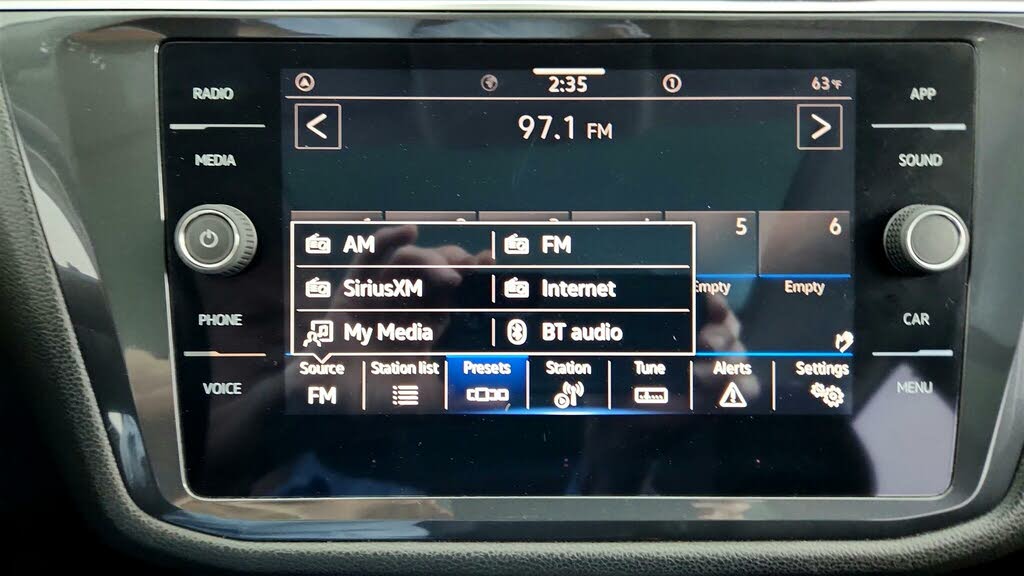 RADIO
MEDIA
PHONE
VOICE
2:35
63°F
97.1 FM
5
6
AM
FM
SiriusXM
Internet
My Media
BT audio
Empty
Empty
Source
Station list
Presets
Station
Tune
Alerts
Settings
FM
APP
SOUND
CAR
MENU